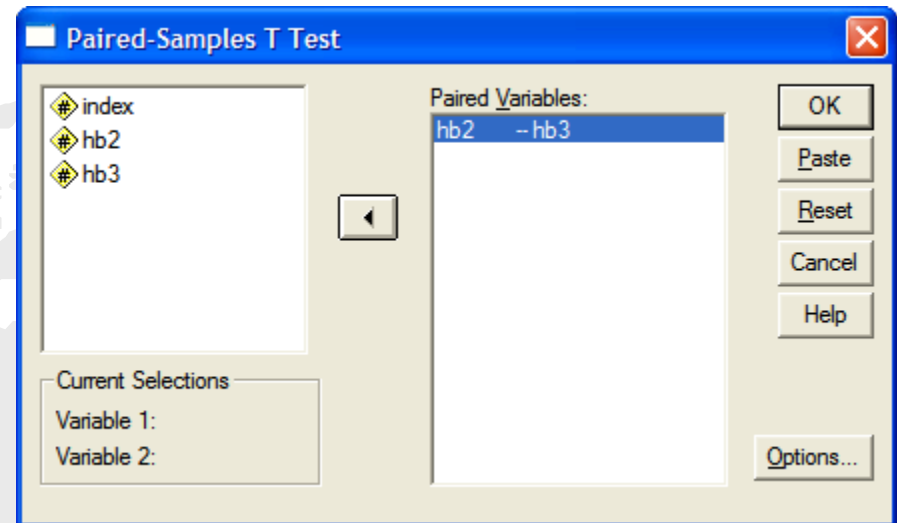 Paired-Samples T Test
index
hb2
hb3
Current Selections
Variable 1:
Variable 2:
Paired Variables:
hb2 -- hb3
OK
Paste
Reset
Cancel
Help
Options...